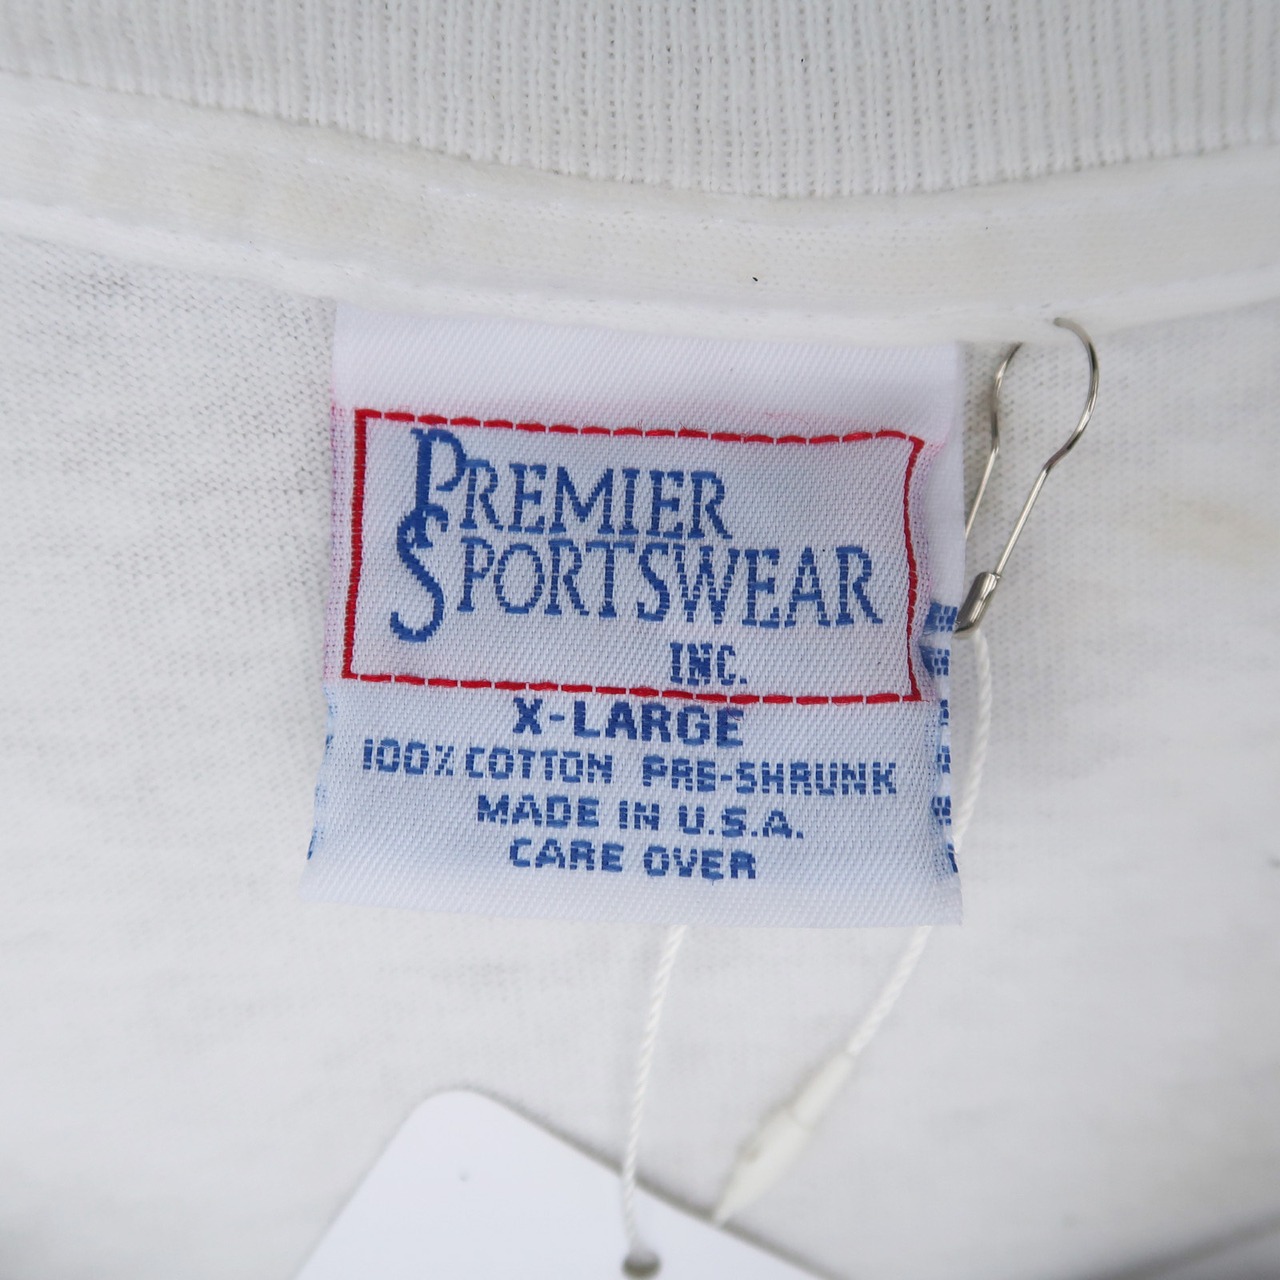 PREMIER
SPORTSWEAR
INC.
X-LARGE
100% COTTON PRE-SHRUNK
MADE IN U.S.A.
CARE OVER